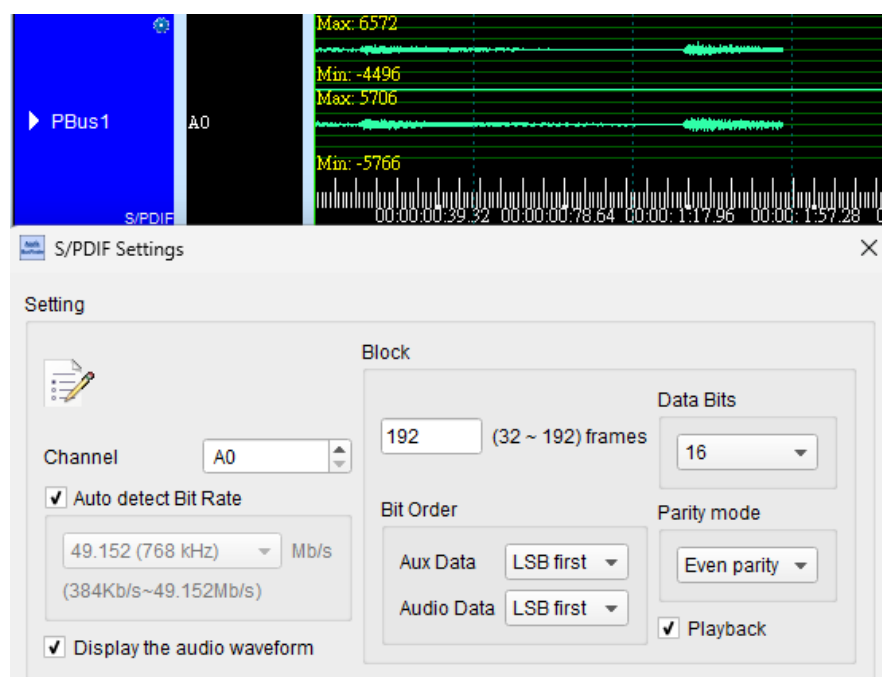 Max: 6572
Min: -4496
Max: 5706
PBus1
A0
Min: -5766
S/PDIF
00:00:00:39.32 00:00:00:78.64 00:00: 1:17.96 00:00: 1:57.28
S/PDIF Settings
Setting
Block
Data Bits
192 (32 ~ 192) frames
16
Channel A0
Auto detect Bit Rate
Bit Order
Parity mode
49.152 (768 kHz) Mb/s
Aux Data LSB first
Even parity
(384Kb/s~49.152Mb/s)
Audio Data LSB first
Playback
Display the audio waveform